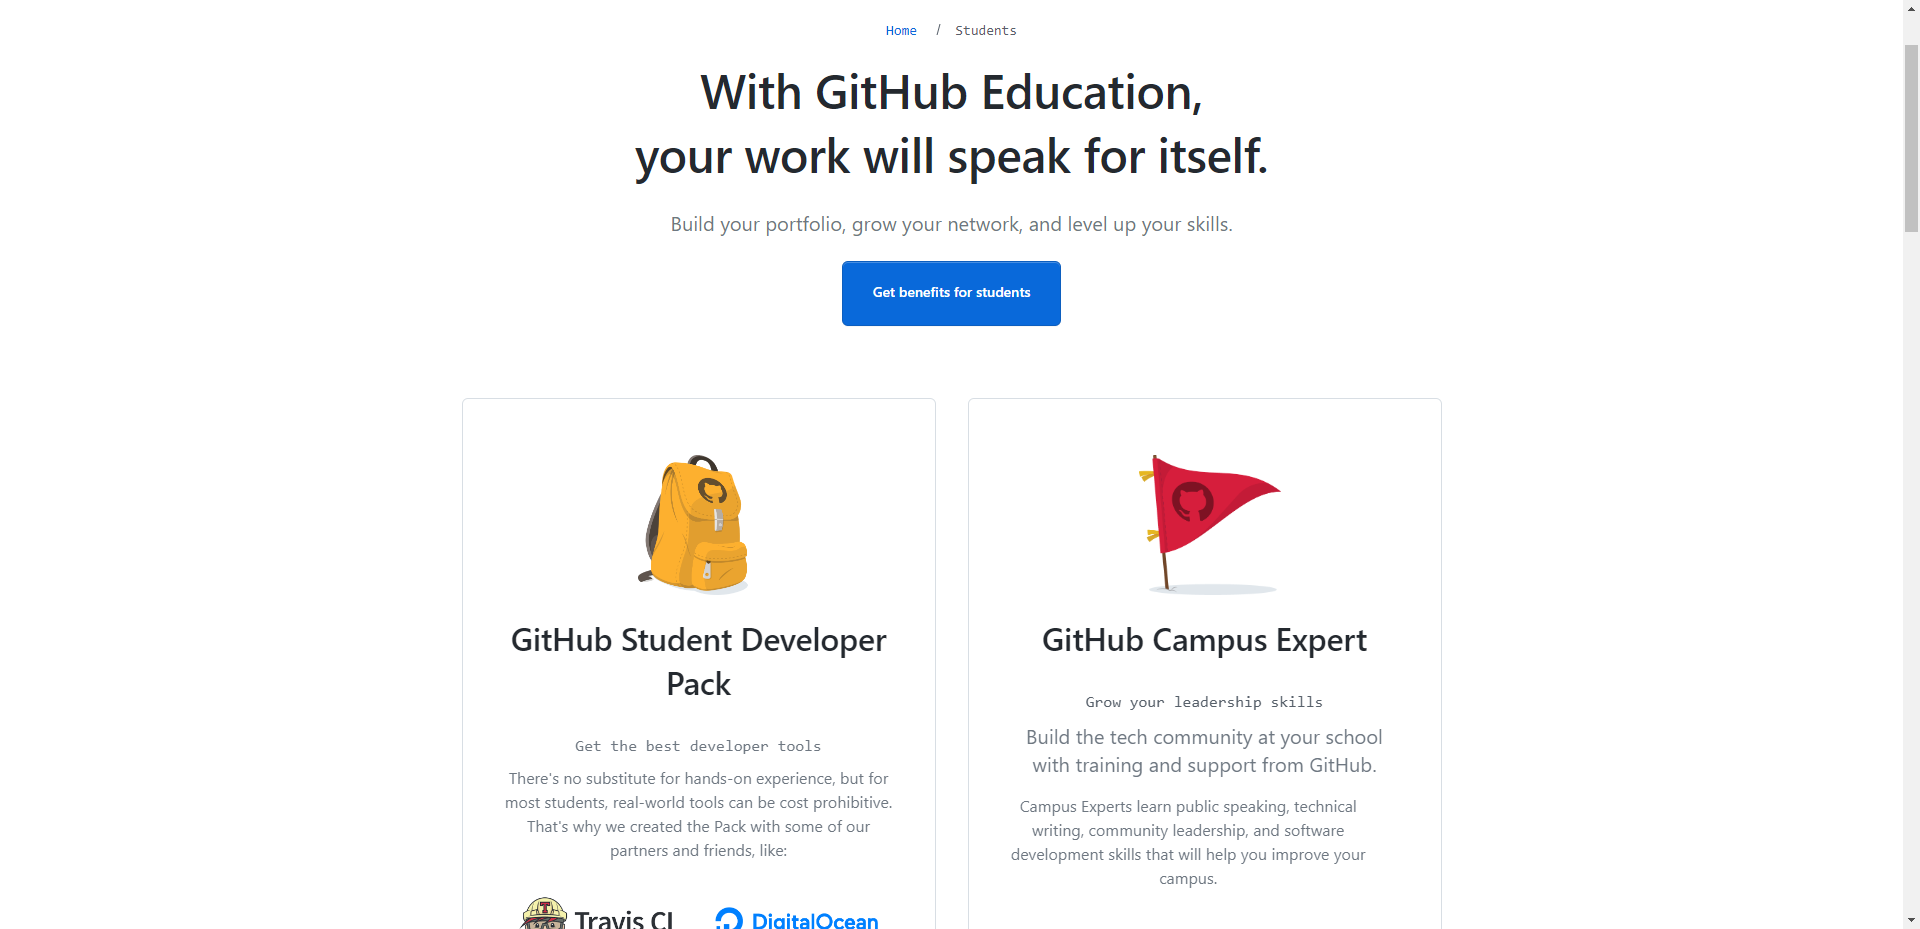 Home / Students
With GitHub Education,
your work will speak for itself.
Build your portfolio, grow your network, and level up your skills.
Get benefits for students
GitHub Student Developer
Pack
Get the best developer tools
There's no substitute for hands-on experience, but for
most students, real-world tools can be cost prohibitive.
That's why we created the Pack with some of our
partners and friends, like:
Travis CI
DigitalOcean
GitHub Campus Expert
Grow your leadership skills
Build the tech community at your school
with training and support from GitHub.
Campus Experts learn public speaking, technical
writing, community leadership, and software
development skills that will help you improve your
campus.